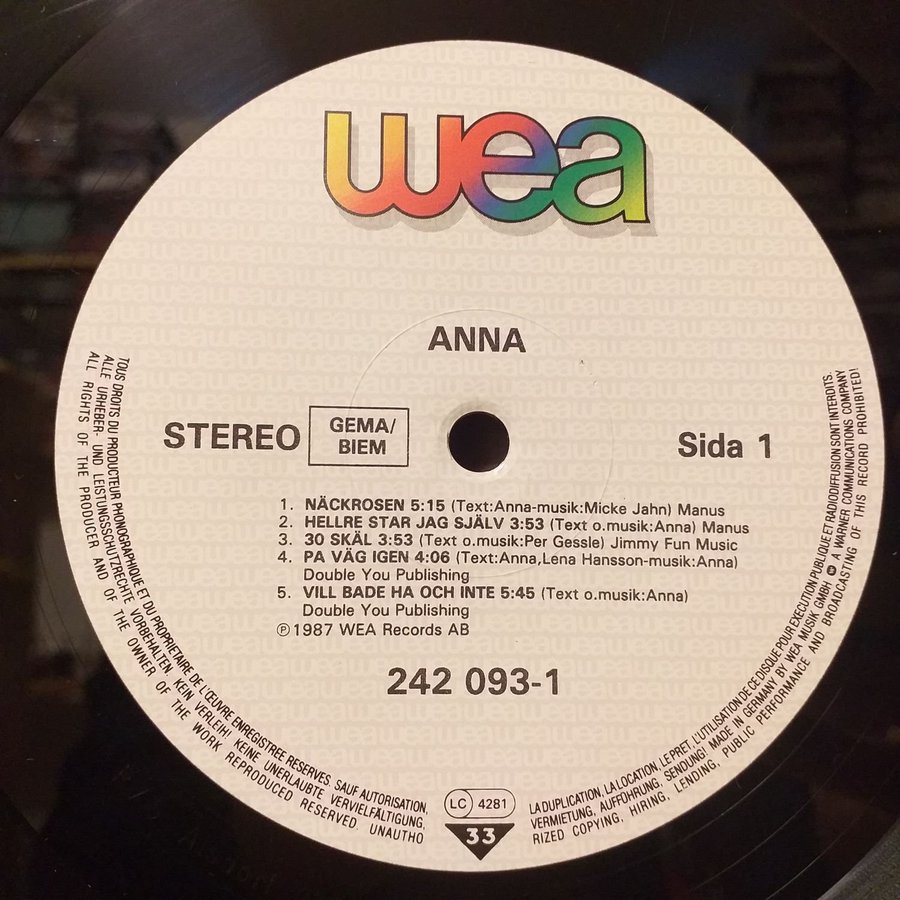 wea
ANNA
STEREO
GEMA/
BIEM
Sida 1
1. NÄCKROSEN 5:15 (Text:Anna-musik:Micke Jahn) Manus
2. HELLRE STAR JAG SJÄLV 3:53 (Text o.musik:Anna) Manus
3. 30 SKÄL 3:53 (Text o.musik:Per Gessle) Jimmy Fun Music
4. PA VÄG IGEN 4:06 (Text:Anna,Lena Hansson-musik:Anna)
Double You Publishing
5. VILL BADE HA OCH INTE 5:45 (Text o.musik:Anna)
Double You Publishing
℗1987 WEA Records AB
242 093-1
TOUS DROITS DU PRODUCTEUR PHONOGRAPHIQUE ET DU PROPRIETAIRE DE L'ŒUVRE ENREGISTREE RESERVES. SAUF AUTORISATION,
LA DUPLICATION, LA LOCATION, LE PRET, L'UTILISATION DE CE DISQUE POUR EXECUTION PUBLIQUE ET RADIODIFFUSION SONT INTERDITS.
ALLE URHEBER- UND LEISTUNGSSCHUTZRECHTE VORBEHALTEN. KEIN VERLEIH! KEINE UNERLAUBTE VERVIELFÄLTIGUNG,
VERMIETUNG, AUFFÜHRUNG, SENDUNG! MADE IN GERMANY BY WEA MUSIK GMBH A WARNER COMMUNICATIONS COMPANY
ALL RIGHTS OF THE PRODUCER AND OF THE OWNER OF THE WORK REPRODUCED RESERVED. UNAUTHO
RIZED COPYING, HIRING, LENDING, PUBLIC PERFORMANCE AND BROADCASTING OF THIS RECORD PROHIBITED!
LC 4281
33